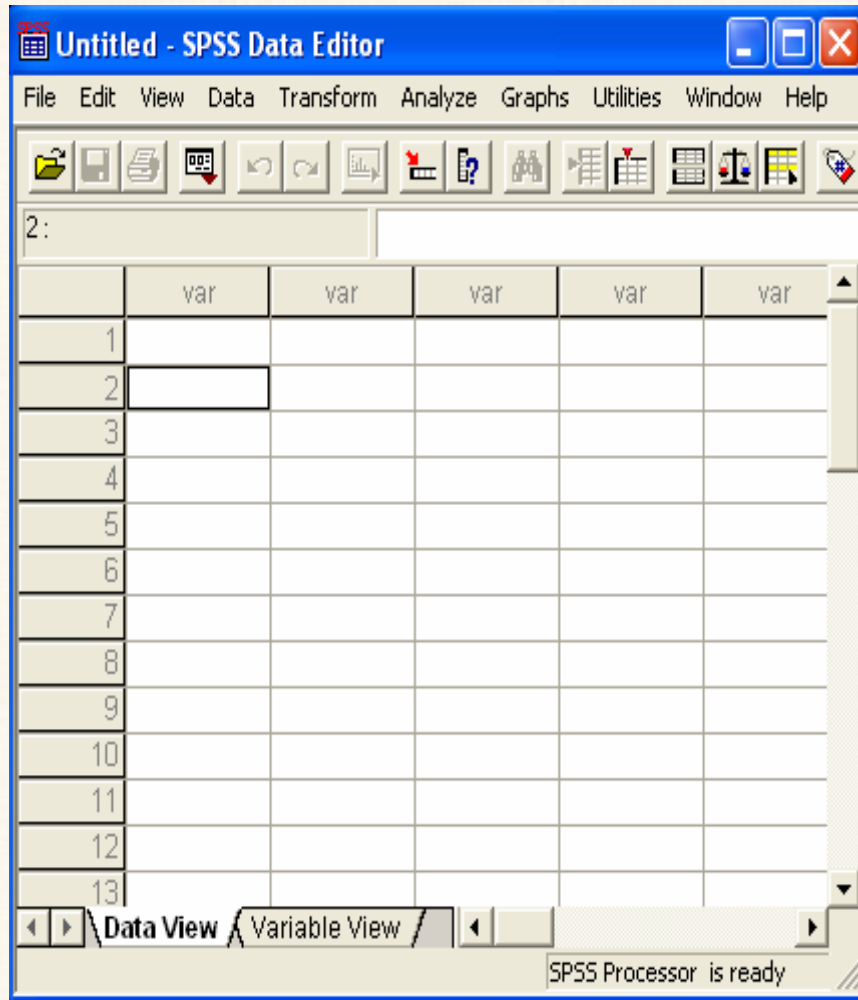 SPSS
Untitled - SPSS Data Editor
File Edit View Data Transform Analyze Graphs Utilities Window Help
2:
var var var var var
1
2
3
4
5
6
7
8
9
10
11
12
13
Data View Variable View
SPSS Processor is ready